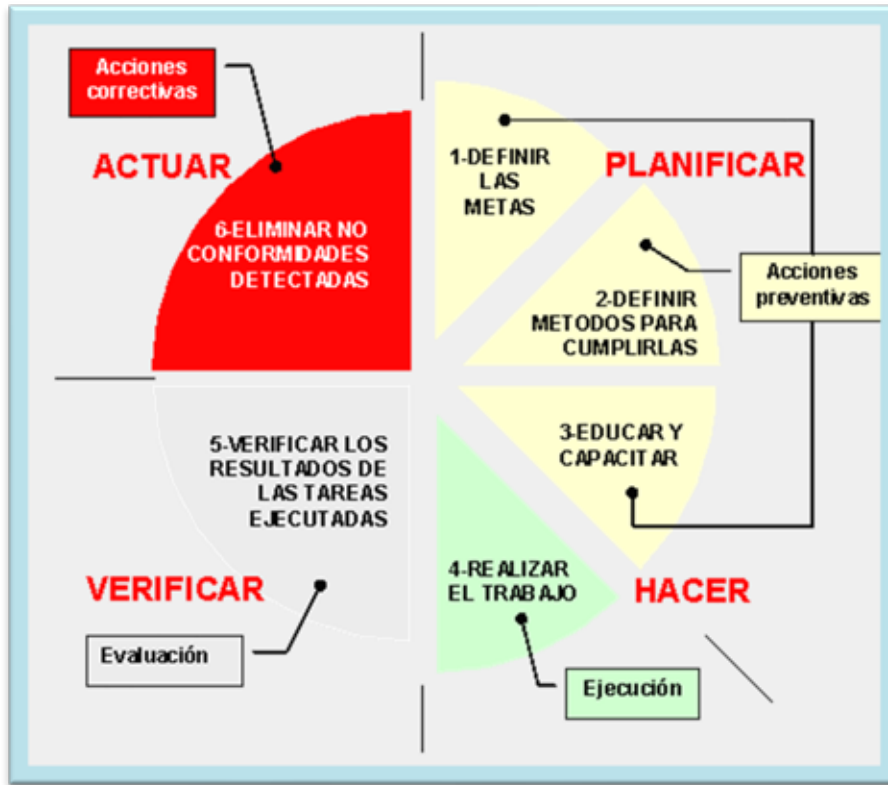 Acciones
correctivas
ACTUAR
6-ELIMINAR NO
CONFORMIDADES
DETECTADAS
1-DEFINIR
LAS
METAS
PLANIFICAR
2-DEFINIR
METODOS PARA
CUMPLIRLAS
Acciones
preventivas
3-EDUCAR Y
CAPACITAR
HACER
4-REALIZAR
EL TRABAJO
Ejecución
5-VERIFICAR LOS
RESULTADOS DE
LAS TAREAS
EJECUTADAS
VERIFICAR
Evaluación